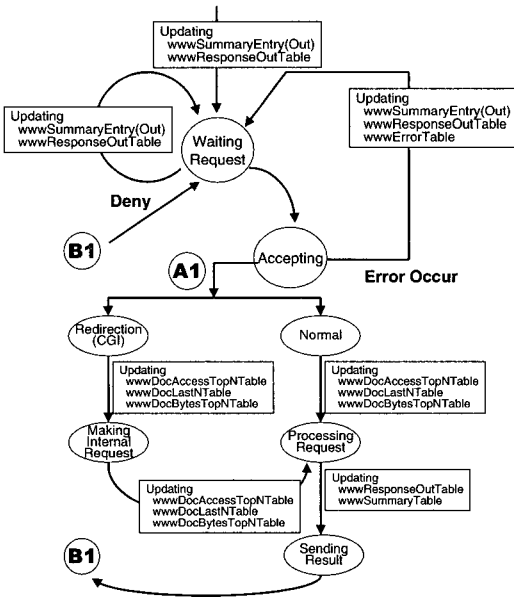 Updating
wwwSummaryEntry(Out)
wwwResponseOutTable
Updating
wwwSummaryEntry(Out)
wwwResponseOutTable
Updating
wwwSummaryEntry(Out)
wwwResponseOutTable
wwwErrorTable
Waiting
Request
Deny
B1
Accepting
A1
Error Occur
Redirection
(CGI)
Normal
Updating
wwwDocAccessTopNTable
wwwDocLastNTable
wwwDocBytesTopNTable
Updating
wwwDocAccessTopNTable
wwwDocLastNTable
wwwDocBytesTopNTable
Making
Internal
Request
Processing
Request
Updating
wwwDocAccessTopNTable
wwwDocLastNTable
wwwDocBytesTopNTable
Updating
wwwResponseOutTable
wwwSummaryTable
B1
Sending
Result